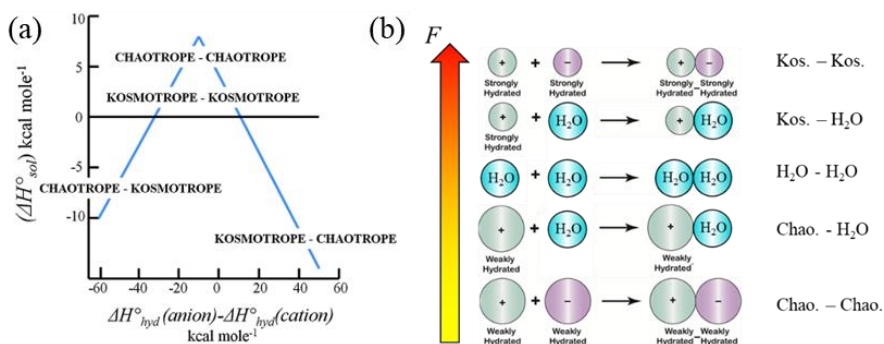 (a)
10
5
0
-5
-10
(ΔH°sol) kcal mole-1
CHAOTROPE - CHAOTROPE
KOSMOTROPE - KOSMOTROPE
CHAOTROPE - KOSMOTROPE
KOSMOTROPE - CHAOTROPE
-60 -40 -20 0 20 40 60
ΔH°hyd (anion)-ΔH°hyd (cation)
kcal mole-1
(b)
F
+ + − + −
Strongly Hydrated Strongly Hydrated Strongly Hydrated – Strongly Hydrated
Kos. – Kos.
+ + H2O + H2O
Strongly Hydrated
Kos. – H2O
H2O + H2O H2O H2O
H2O - H2O
+ + H2O + H2O
Weakly Hydrated Weakly Hydrated
Chao. - H2O
+ + − + −
Weakly Hydrated Weakly Hydrated Weakly Hydrated – Weakly Hydrated
Chao. – Chao.